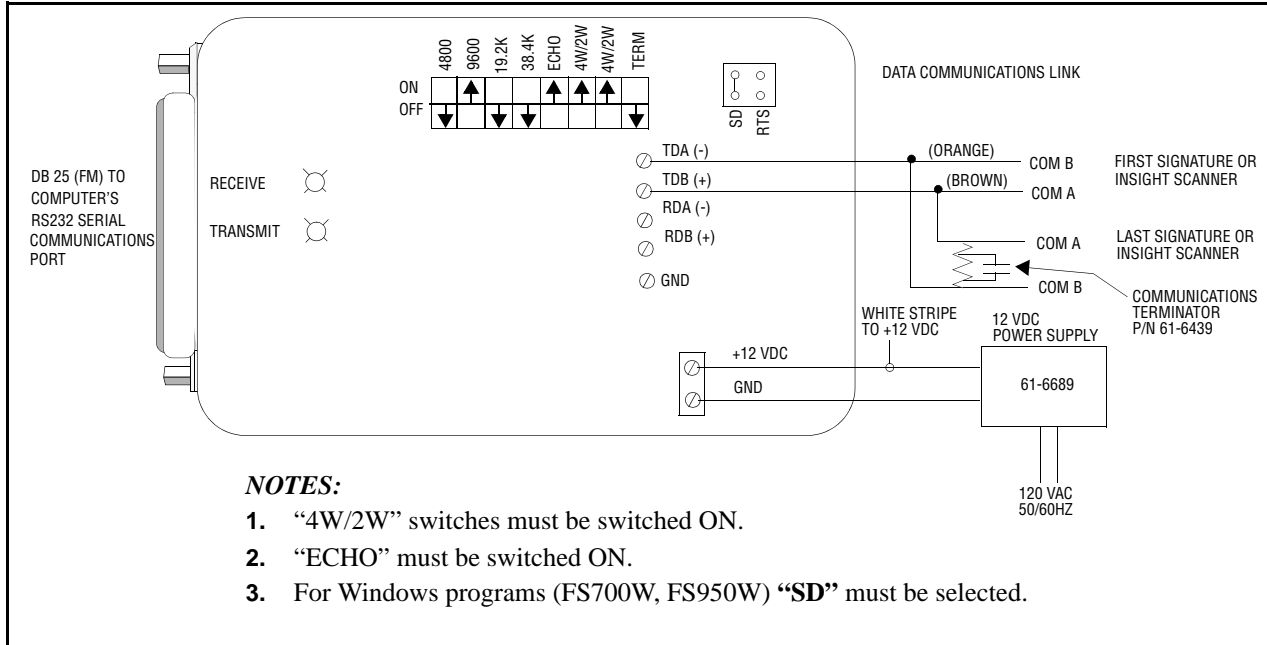 4800
9600
19.2K
38.4K
ECHO
4W/2W
4W/2W
TERM
ON
OFF
SD
RTS
DATA COMMUNICATIONS LINK
DB 25 (FM) TO
COMPUTER'S
RS232 SERIAL
COMMUNICATIONS
PORT
RECEIVE
TRANSMIT
TDA (-)
TDB (+)
RDA (-)
RDB (+)
GND
(ORANGE)
COM B
(BROWN)
COM A
FIRST SIGNATURE OR
INSIGHT SCANNER
COM A
COM B
LAST SIGNATURE OR
INSIGHT SCANNER
COMMUNICATIONS
TERMINATOR
P/N 61-6439
WHITE STRIPE
TO +12 VDC
12 VDC
POWER SUPPLY
+12 VDC
GND
61-6689
120 VAC
50/60HZ
NOTES:
1. “4W/2W” switches must be switched ON.
2. “ECHO” must be switched ON.
3. For Windows programs (FS700W, FS950W) “SD” must be selected.